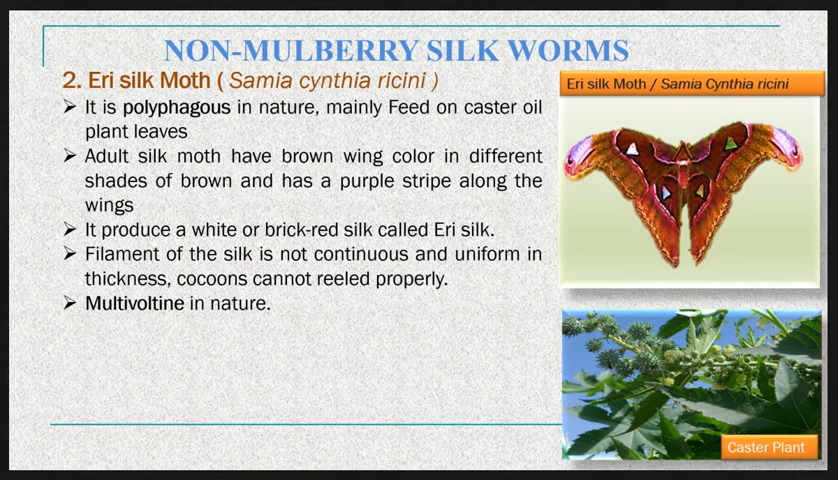 NON-MULBERRY SILK WORMS
2. Eri silk Moth ( Samia cynthia ricini )
➢ It is polyphagous in nature, mainly Feed on caster oil
plant leaves
➢ Adult silk moth have brown wing color in different
shades of brown and has a purple stripe along the
wings
➢ It produce a white or brick-red silk called Eri silk.
➢ Filament of the silk is not continuous and uniform in
thickness, cocoons cannot reeled properly.
➢ Multivoltine in nature.
Eri silk Moth / Samia Cynthia ricini
Caster Plant